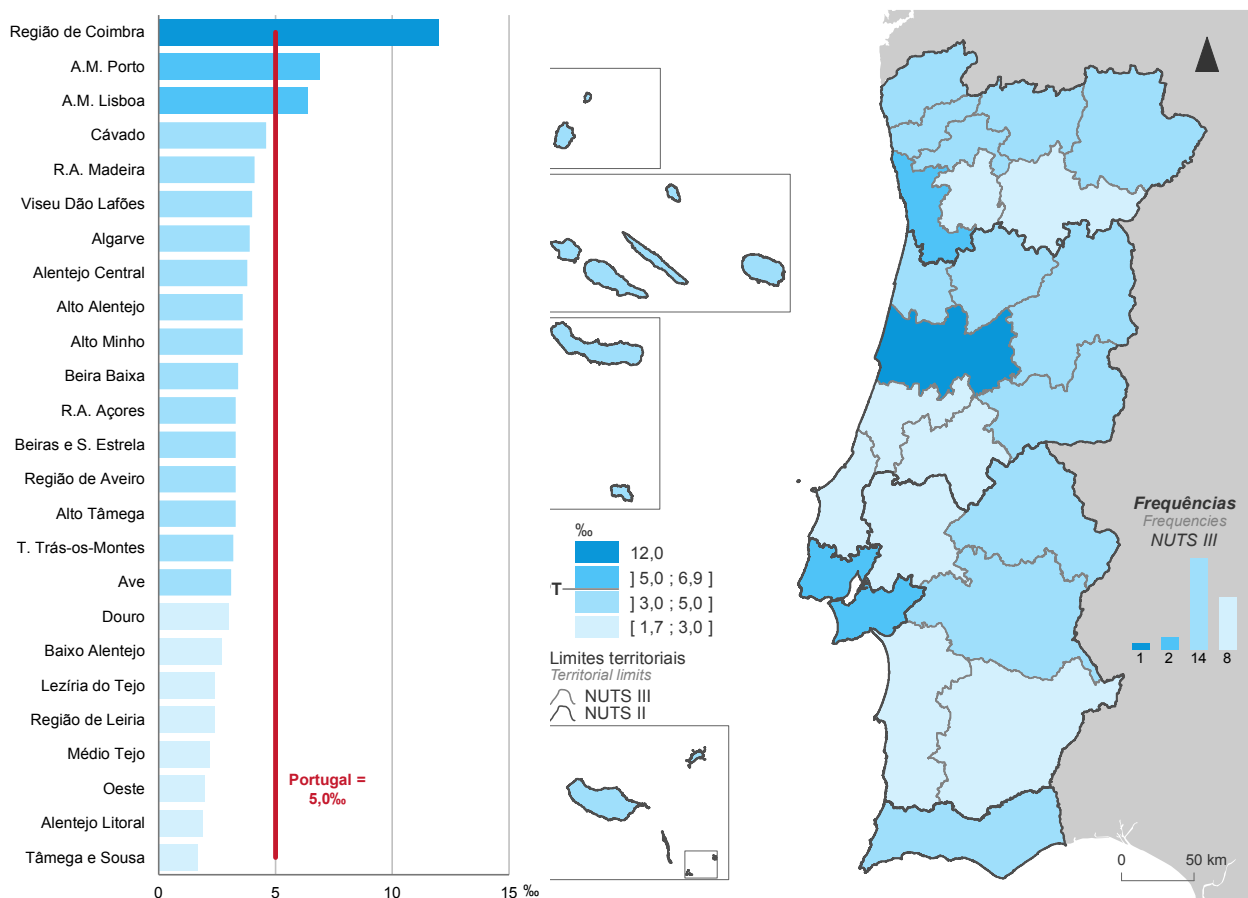 Região de Coimbra
A.M. Porto
A.M. Lisboa
Cávado
R.A. Madeira
Viseu Dão Lafões
Algarve
Alentejo Central
Alto Alentejo
Alto Minho
Beira Baixa
R.A. Açores
Beiras e S. Estrela
Região de Aveiro
Alto Tâmega
T. Trás-os-Montes
Ave
Douro
Baixo Alentejo
Lezíria do Tejo
Região de Leiria
Médio Tejo
Oeste
Alentejo Litoral
Tâmega e Sousa
Portugal =
5,0‰
0 5 10 15 ‰
‰
12,0
] 5,0 ; 6,9 ]
PT
] 3,0 ; 5,0 ]
[ 1,7 ; 3,0 ]
Limites territoriais
Territorial limits
NUTS III
NUTS II
Frequências
Frequencies
NUTS III
1 2 14 8
0 50 km